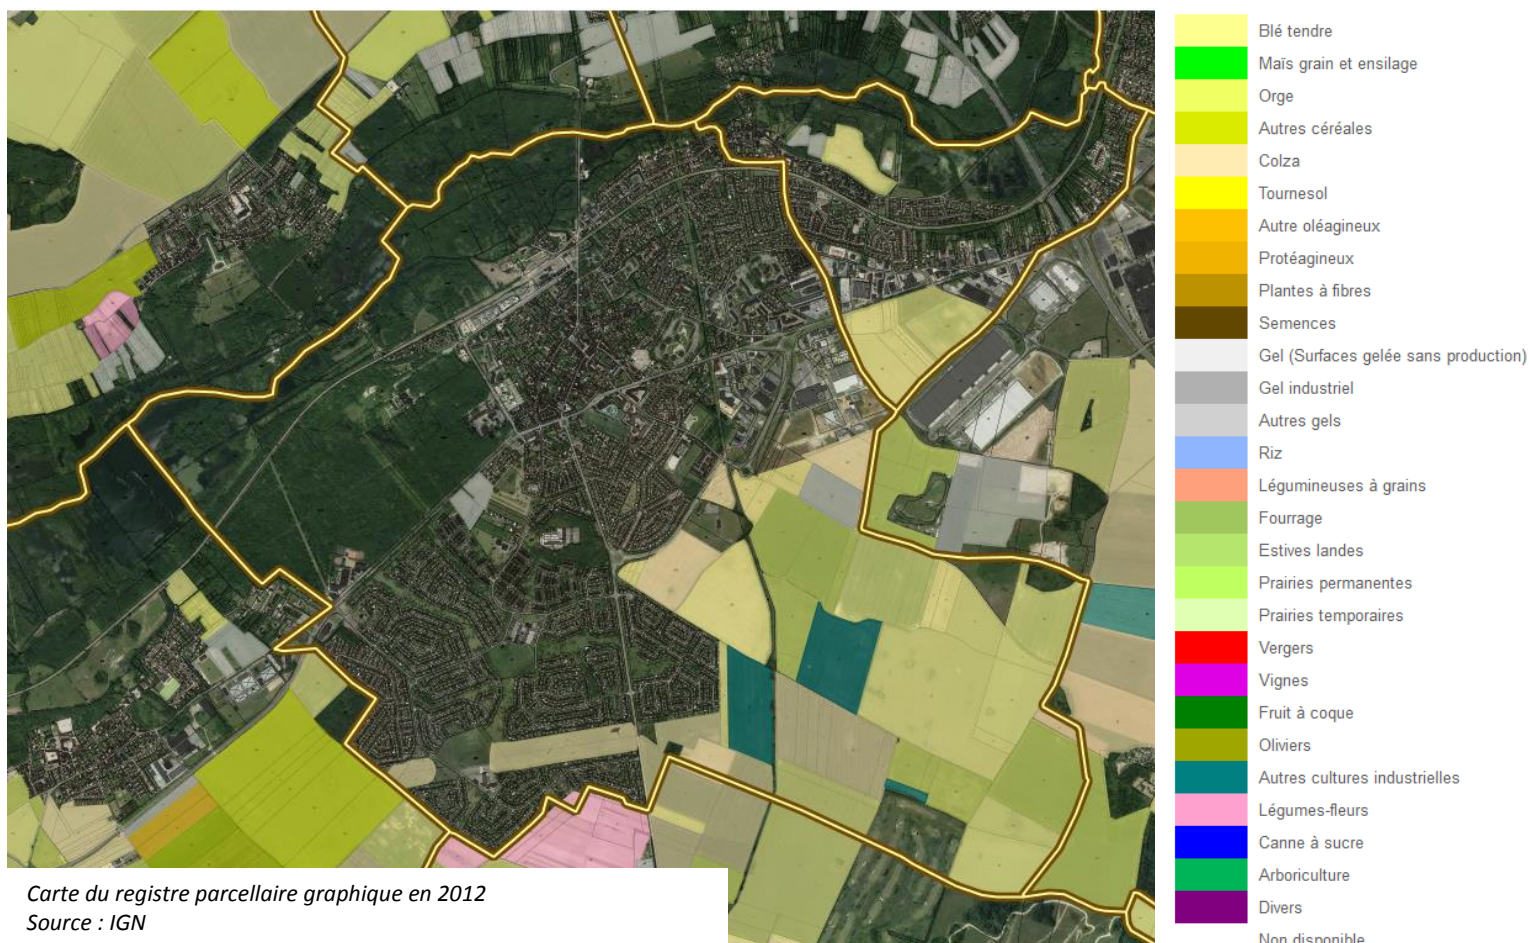 Blé tendre
Maïs grain et ensilage
Orge
Autres céréales
Colza
Tournesol
Autre oléagineux
Protéagineux
Plantes à fibres
Semences
Gel (Surfaces gelée sans production)
Gel industriel
Autres gels
Riz
Légumineuses à grains
Fourrage
Estives landes
Prairies permanentes
Prairies temporaires
Vergers
Vignes
Fruit à coque
Oliviers
Autres cultures industrielles
Légumes-fleurs
Canne à sucre
Arboriculture
Divers
Non disponible
Carte du registre parcellaire graphique en 2012
Source : IGN